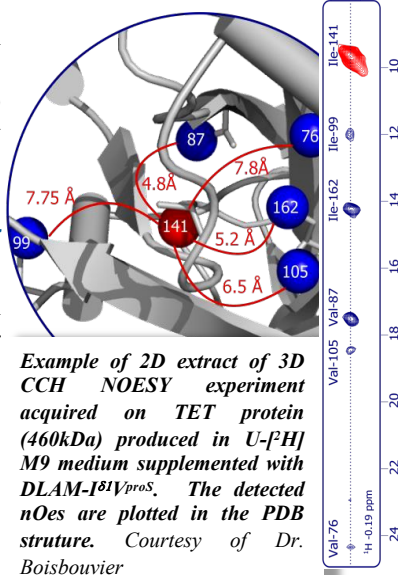 87
76
7.8Å
7.75 Å
4.8Å
162
99
141
5.2 Å
105
6.5 Å
Example of 2D extract of 3D
CCH NOESY experiment
acquired on TET protein
(460kDa) produced in U-[²H]
M9 medium supplemented with
DLAM-Iᵟ¹Vᵖʳᵒˢ. The detected
nOes are plotted in the PDB
struture. Courtesy of Dr.
Boisbouvier
Ile-141
Ile-99
Ile-162
Val-87
Val-105
Val-76
¹H -0.19 ppm
10
12
14
16
18
20
22
24